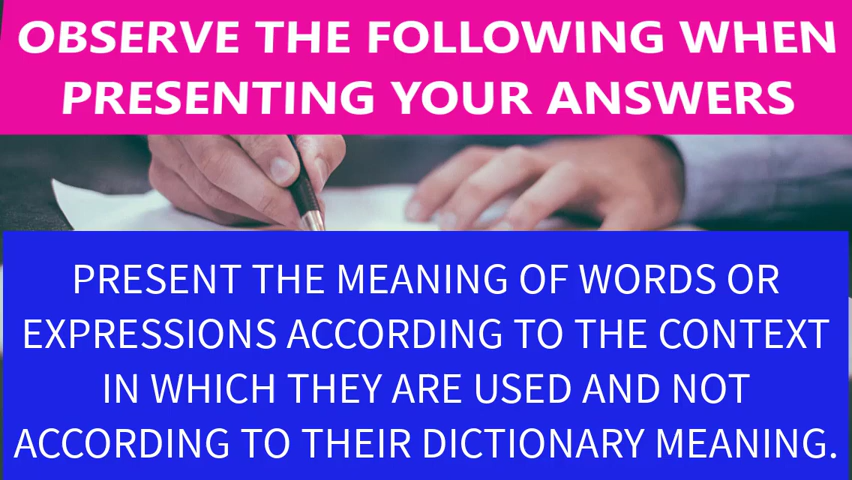 OBSERVE THE FOLLOWING WHEN
PRESENTING YOUR ANSWERS
PRESENT THE MEANING OF WORDS OR
EXPRESSIONS ACCORDING TO THE CONTEXT
IN WHICH THEY ARE USED AND NOT
ACCORDING TO THEIR DICTIONARY MEANING.